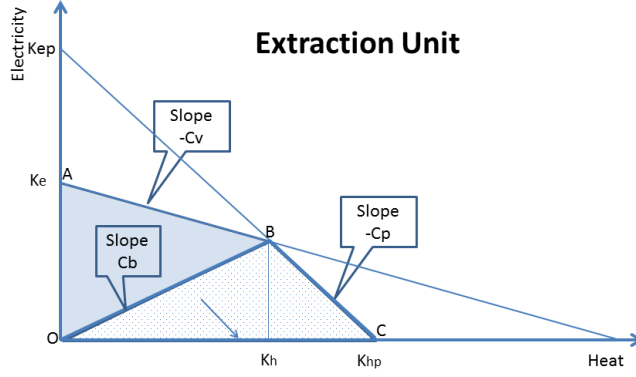 Extraction Unit
Electricity
Kep
Slope
-Cv
Ke
A
Slope
-Cp
B
Slope
Cb
O
C
Kh
Khp
Heat